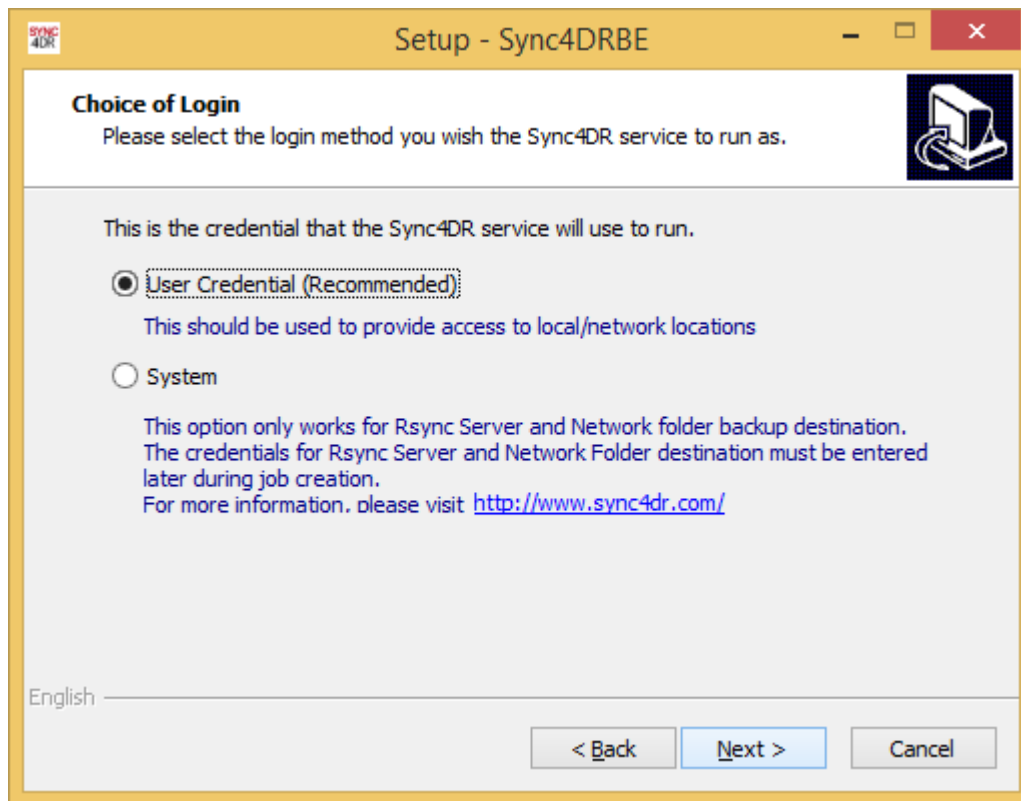 SYNC
4DR
Setup - Sync4DRBE
Choice of Login
Please select the login method you wish the Sync4DR service to run as.
This is the credential that the Sync4DR service will use to run.
User Credential (Recommended)
This should be used to provide access to local/network locations
System
This option only works for Rsync Server and Network folder backup destination.
The credentials for Rsync Server and Network Folder destination must be entered
later during job creation.
For more information, please visit http://www.sync4dr.com/
English
< Back
Next >
Cancel